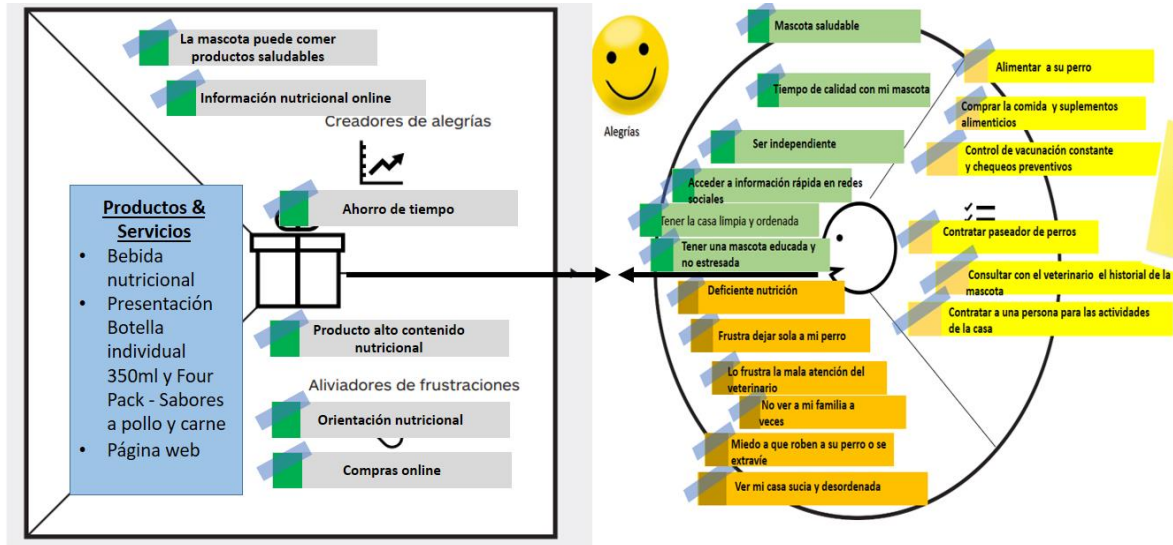 La mascota puede comer
productos saludables
Información nutricional online
Creadores de alegrías
Ahorro de tiempo
Productos &
Servicios
• Bebida
nutricional
• Presentación
Botella
individual
350ml y Four
Pack - Sabores
a pollo y carne
• Página web
Producto alto contenido
nutricional
Aliviadores de frustraciones
Orientación nutricional
Compras online
Alegrías
Mascota saludable
Tiempo de calidad con mi mascota
Ser independiente
Acceder a información rápida en redes
sociales
Tener la casa limpia y ordenada
Tener una mascota educada y
no estresada
Deficiente nutrición
Frustra dejar sola a mi perro
Lo frustra la mala atención del
veterinario
No ver a mi familia a
veces
Miedo a que roben a su perro o se
extravíe
Ver mi casa sucia y desordenada
Alimentar a su perro
Comprar la comida y suplementos
alimenticios
Control de vacunación constante
y chequeos preventivos
Contratar paseador de perros
Consultar con el veterinario el historial de la
mascota
Contratar a una persona para las actividades
de la casa